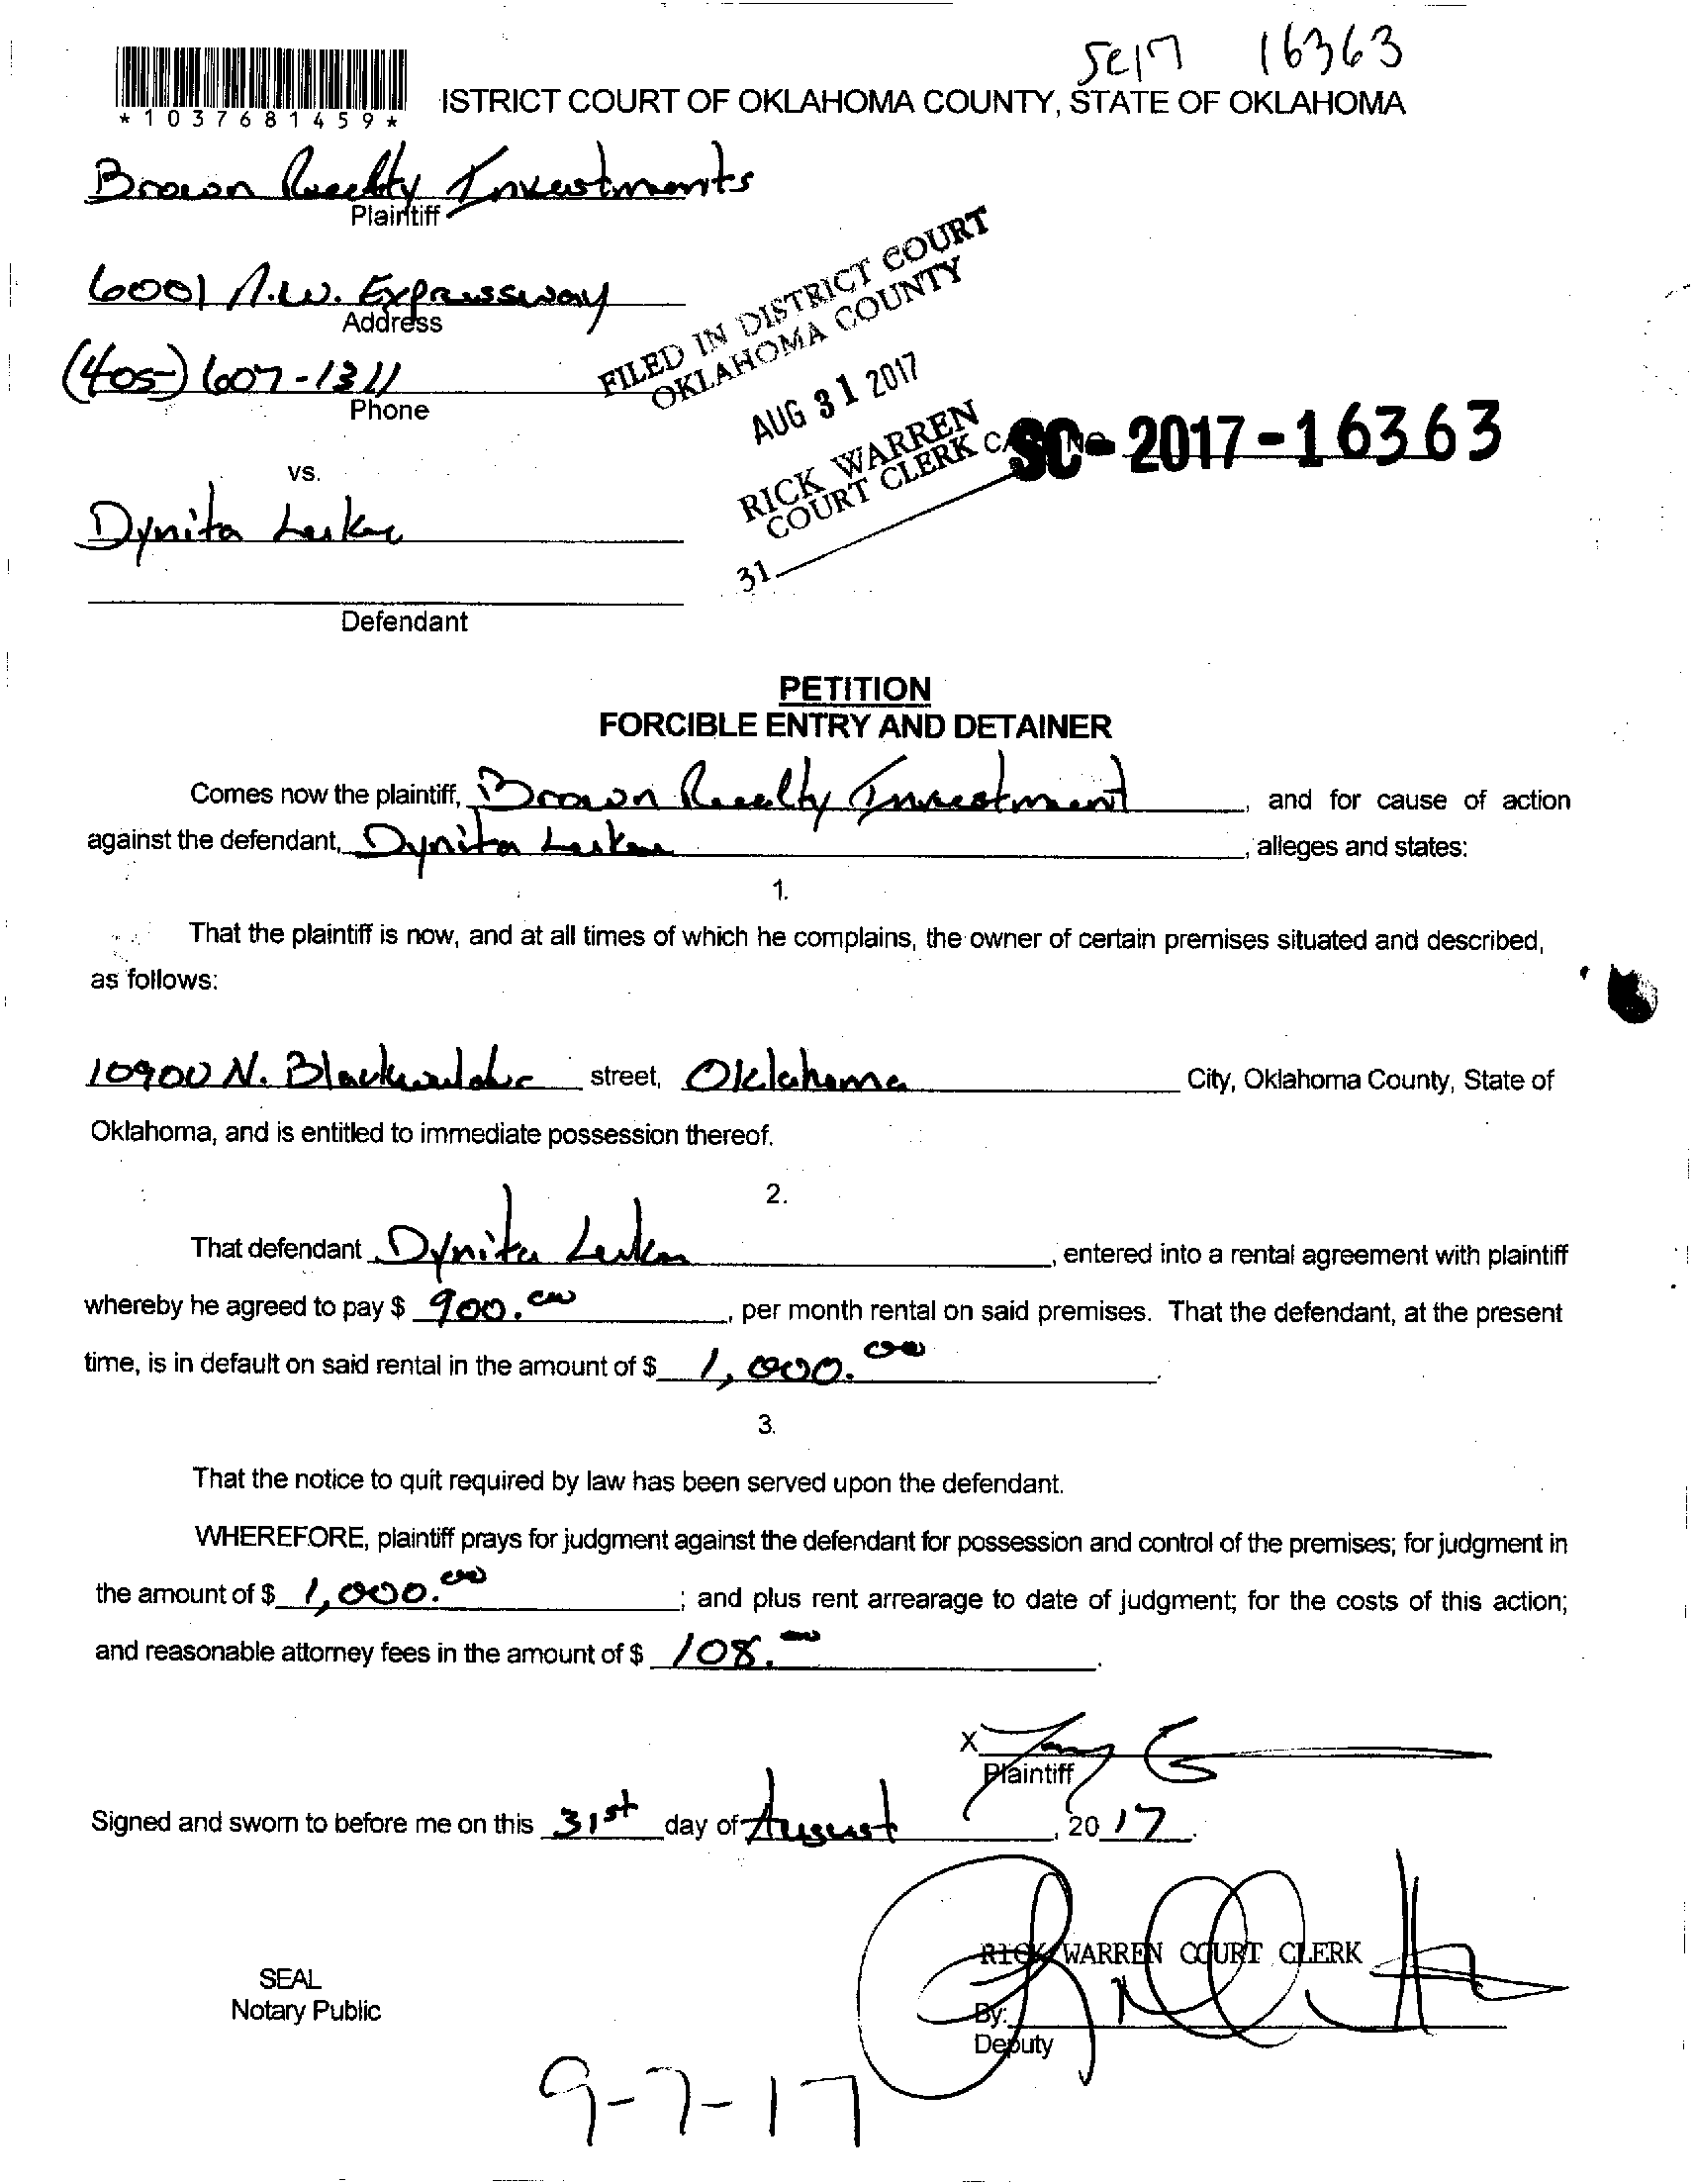 SC17 16363
*1037681459*
ISTRICT COURT OF OKLAHOMA COUNTY, STATE OF OKLAHOMA
Brown Realty Investments
Plaintiff
6001 N.W. Expressway
Address
(405) 607-1311
Phone
FILED IN DISTRICT COURT
OKLAHOMA COUNTY
AUG 31 2017
RICK WARREN
COURT CLERK
31
SC-2017-16363
vs.
Dynita
Defendant
PETITION
FORCIBLE ENTRY AND DETAINER
Comes now the plaintiff, Brown Realty Investment, and for cause of action
against the defendant, Dynita , alleges and states:
1.
That the plaintiff is now, and at all times of which he complains, the owner of certain premises situated and described,
as follows:
10900 N. street, Oklahoma City, Oklahoma County, State of
Oklahoma, and is entitled to immediate possession thereof.
2.
That defendant Dynita , entered into a rental agreement with plaintiff
whereby he agreed to pay $ 900.00, per month rental on said premises. That the defendant, at the present
time, is in default on said rental in the amount of $ 1,000.00.
3.
That the notice to quit required by law has been served upon the defendant.
WHEREFORE, plaintiff prays for judgment against the defendant for possession and control of the premises; for judgment in
the amount of $ 1,000.00; and plus rent arrearage to date of judgment; for the costs of this action;
and reasonable attorney fees in the amount of $ 108.00.
X
Plaintiff
Signed and sworn to before me on this 31st day of August, 20 17.
RICK WARREN COURT CLERK
SEAL
Notary Public
By:
Deputy
9-7-17